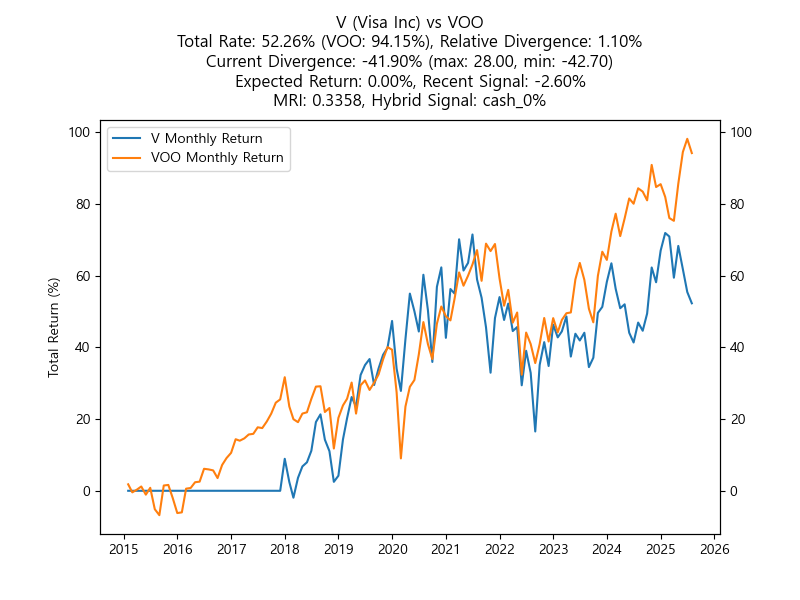 V (Visa Inc) vs VOO
Total Rate: 52.26% (VOO: 94.15%), Relative Divergence: 1.10%
Current Divergence: -41.90% (max: 28.00, min: -42.70)
Expected Return: 0.00%, Recent Signal: -2.60%
MRI: 0.3358, Hybrid Signal: cash_0%
V Monthly Return
VOO Monthly Return
Total Return (%)
100
80
60
40
20
0
100
80
60
40
20
0
2015 2016 2017 2018 2019 2020 2021 2022 2023 2024 2025 2026